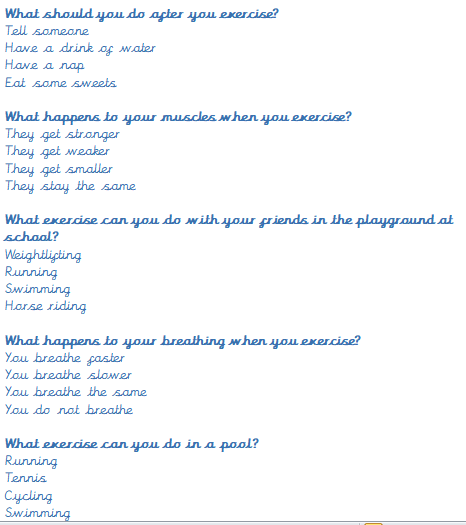 What should you do after you exercise?
Tell someone
Have a drink of water
Have a nap
Eat some sweets
What happens to your muscles when you exercise?
They get stronger
They get weaker
They get smaller
They stay the same
What exercise can you do with your friends in the playground at
school?
Weightlifting
Running
Swimming
Horse riding
What happens to your breathing when you exercise?
You breathe faster
You breathe slower
You breathe the same
You do not breathe
What exercise can you do in a pool?
Running
Tennis
Cycling
Swimming